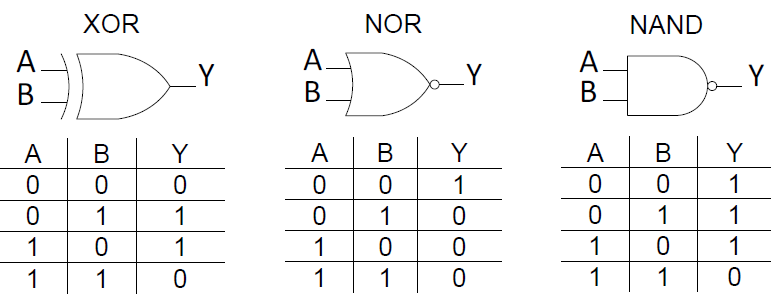 XOR NOR NAND
A Y A Y A Y
B B B
A B Y A B Y A B Y
0 0 0 0 0 1 0 0 1
0 1 1 0 1 0 0 1 1
1 0 1 1 0 0 1 0 1
1 1 0 1 1 0 1 1 0